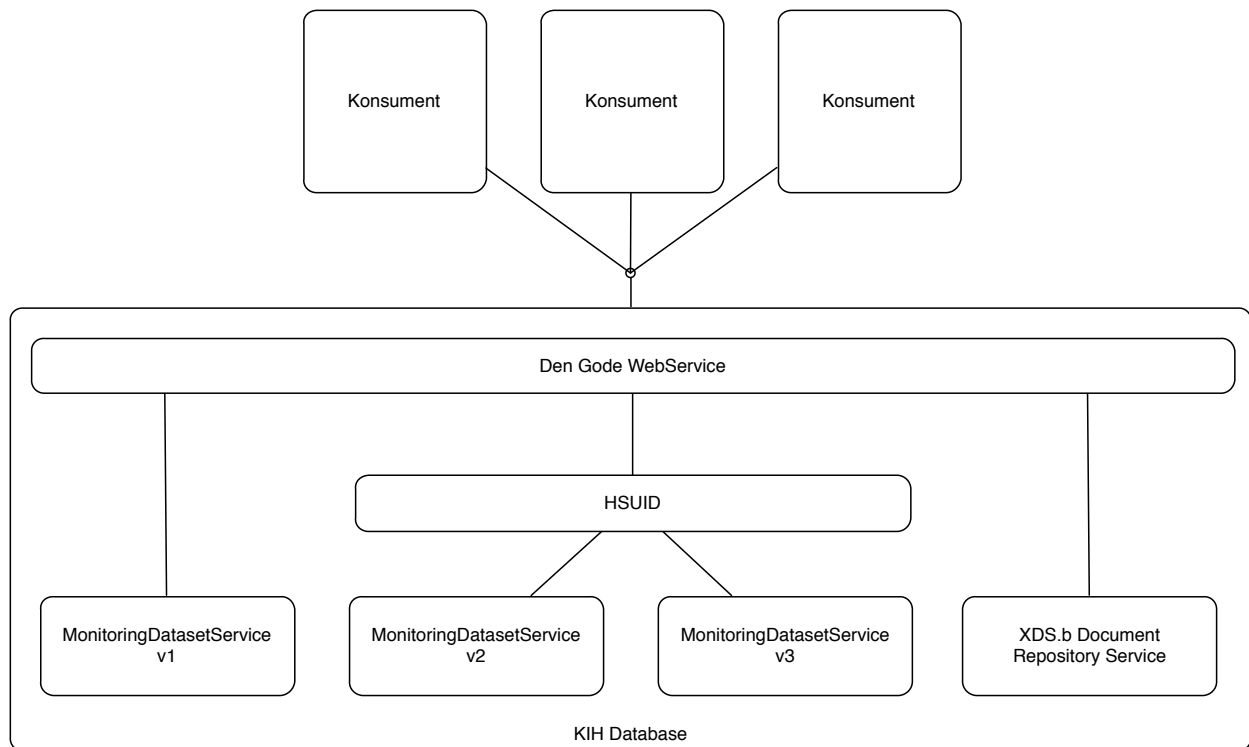 Konsument
Konsument
Konsument
Den Gode WebService
HSUID
MonitoringDatasetService
v1
MonitoringDatasetService
v2
MonitoringDatasetService
v3
XDS.b Document
Repository Service
KIH Database